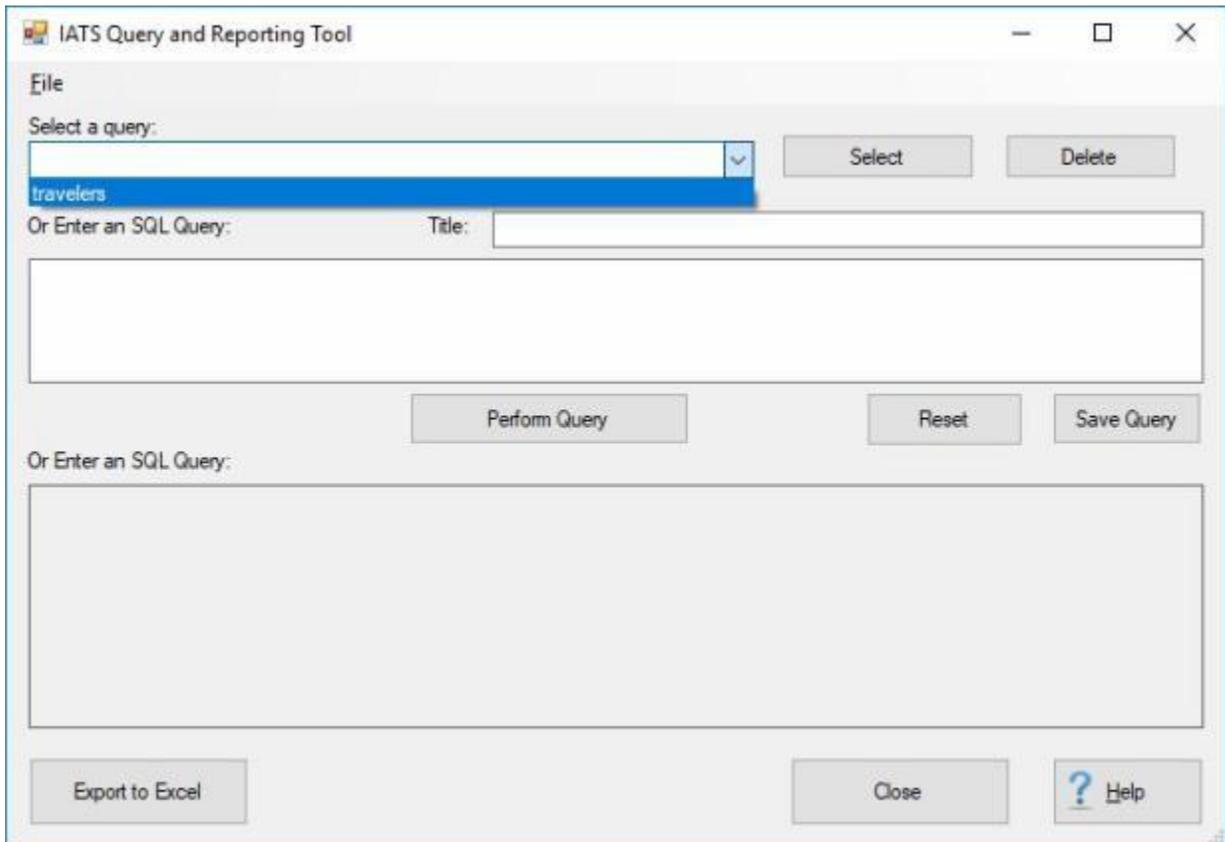 IATS Query and Reporting Tool
File
Select a query:
Select
Delete
travelers
Or Enter an SQL Query:
Title:
Perform Query
Reset
Save Query
Or Enter an SQL Query:
Export to Excel
Close
? Help